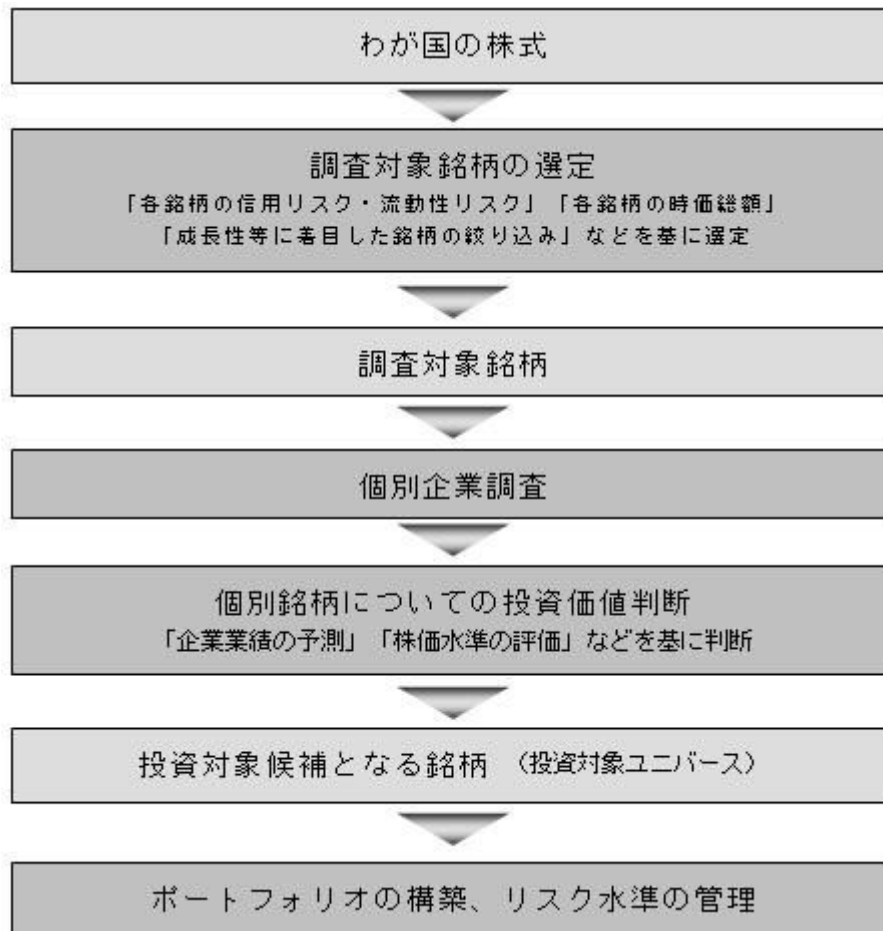 わが国の株式
調査対象銘柄の選定
「各銘柄の信用リスク・流動性リスク」「各銘柄の時価総額」
「成長性等に着目した銘柄の絞り込み」などを基に選定
調査対象銘柄
個別企業調査
個別銘柄についての投資価値判断
「企業業績の予測」「株価水準の評価」などを基に判断
投資対象候補となる銘柄（投資対象ユニバース）
ポートフォリオの構築、リスク水準の管理